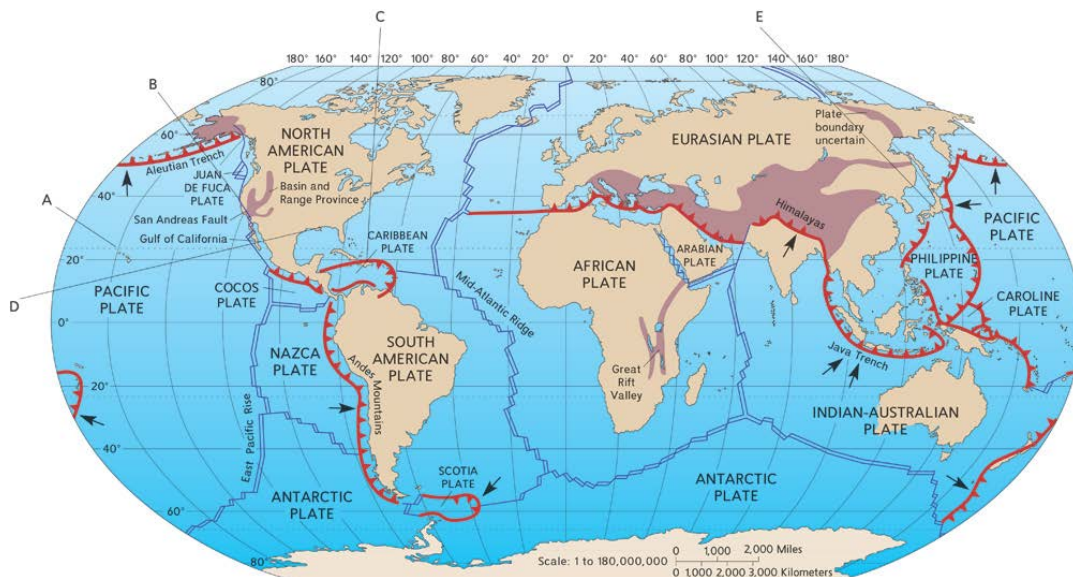 C
E
180° 160° 140° 120° 100° 80° 60° 40° 20° 0° 20° 40° 60° 80° 100° 120° 140° 160° 180°
80°
B
Plate
boundary
uncertain
60°
NORTH
AMERICAN
PLATE
EURASIAN PLATE
Aleutian Trench
JUAN
DE FUCA
PLATE
Basin and
Range Province
40°
A
San Andreas Fault
Gulf of California
Himalayas
PACIFIC
PLATE
CARIBBEAN
PLATE
ARABIAN
PLATE
20°
PHILIPPINE
PLATE
AFRICAN
PLATE
PACIFIC
PLATE
COCOS
PLATE
Mid-Atlantic Ridge
CAROLINE
PLATE
D
0°
NAZCA
PLATE
SOUTH
AMERICAN
PLATE
Andes Mountains
Great
Rift
Valley
Java Trench
20°
INDIAN-AUSTRALIAN
PLATE
East Pacific Rise
40°
SCOTIA
PLATE
ANTARCTIC
PLATE
ANTARCTIC
PLATE
60°
80°
Scale: 1 to 180,000,000
0 1,000 2,000 Miles
0 1,000 2,000 3,000 Kilometers